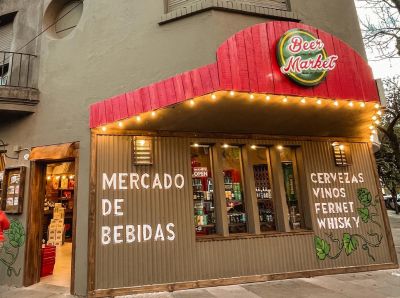 Beer
Market
OPEN
MERCADO
DE
BEBIDAS
CERVEZAS
VINOS
FERNET
WHISKY